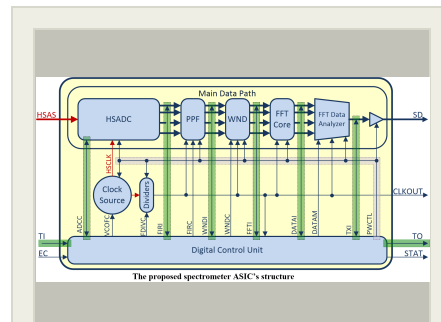 Main Data Path
HSAS
HSADC
PPF
WND
FFT
Core
FFT Data
Analyzer
SD
HSCLK
Clock
Source
Dividers
CLKOUT
ADCC
VCOFC
FDIVC
FIRI
FIRC
WNDI
WNDC
FFTI
DATAI
DATAM
TXI
PWCTL
TI
EC
Digital Control Unit
TO
STAT
The proposed spectrometer ASIC's structure